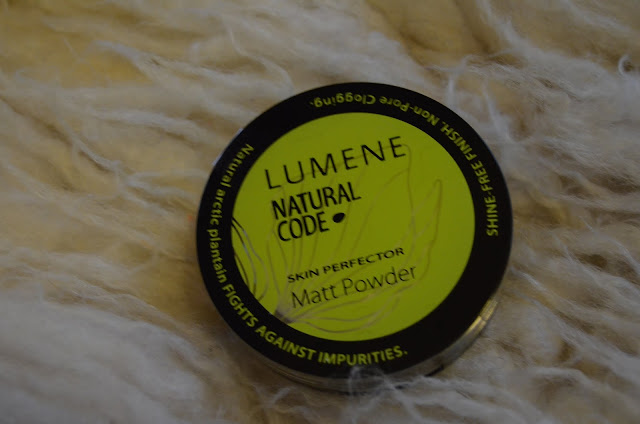 LUMENE
NATURAL
CODE
SKIN PERFECTOR
Matt Powder
Natural arctic plantain FIGHTS AGAINST IMPURITIES.
SHINE-FREE FINISH. Non-Pore Clogging.